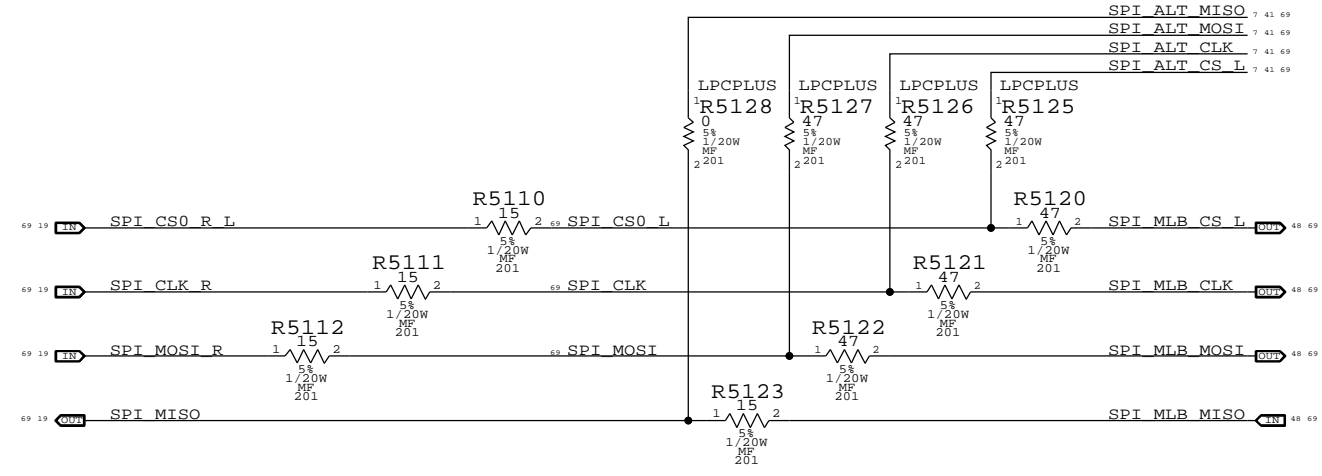 SPI_ALT_MISO 7 41 69
SPI_ALT_MOSI 7 41 69
SPI_ALT_CLK 7 41 69
SPI_ALT_CS_L 7 41 69
LPCPLUS LPCPLUS LPCPLUS LPCPLUS
1 R5128 1 R5127 1 R5126 1 R5125
0 47 47 47
5% 5% 5% 5%
1/20W 1/20W 1/20W 1/20W
MF MF MF MF
2 201 2 201 2 201 2 201
R5110 R5120
69 19 IN SPI_CS0_R_L 1 15 2 69 SPI_CS0_L 1 47 2 SPI_MLB_CS_L OUT 48 69
5% 5%
1/20W 1/20W
MF MF
201 201
R5111 R5121
69 19 IN SPI_CLK_R 1 15 2 69 SPI_CLK 1 47 2 SPI_MLB_CLK OUT 48 69
5% 5%
1/20W 1/20W
MF MF
201 201
R5112 R5122
69 19 IN SPI_MOSI_R 1 15 2 69 SPI_MOSI 1 47 2 SPI_MLB_MOSI OUT 48 69
5% 5%
1/20W 1/20W
MF MF
201 201
R5123
69 19 OUT SPI_MISO 1 15 2 SPI_MLB_MISO IN 48 69
5%
1/20W
MF
201